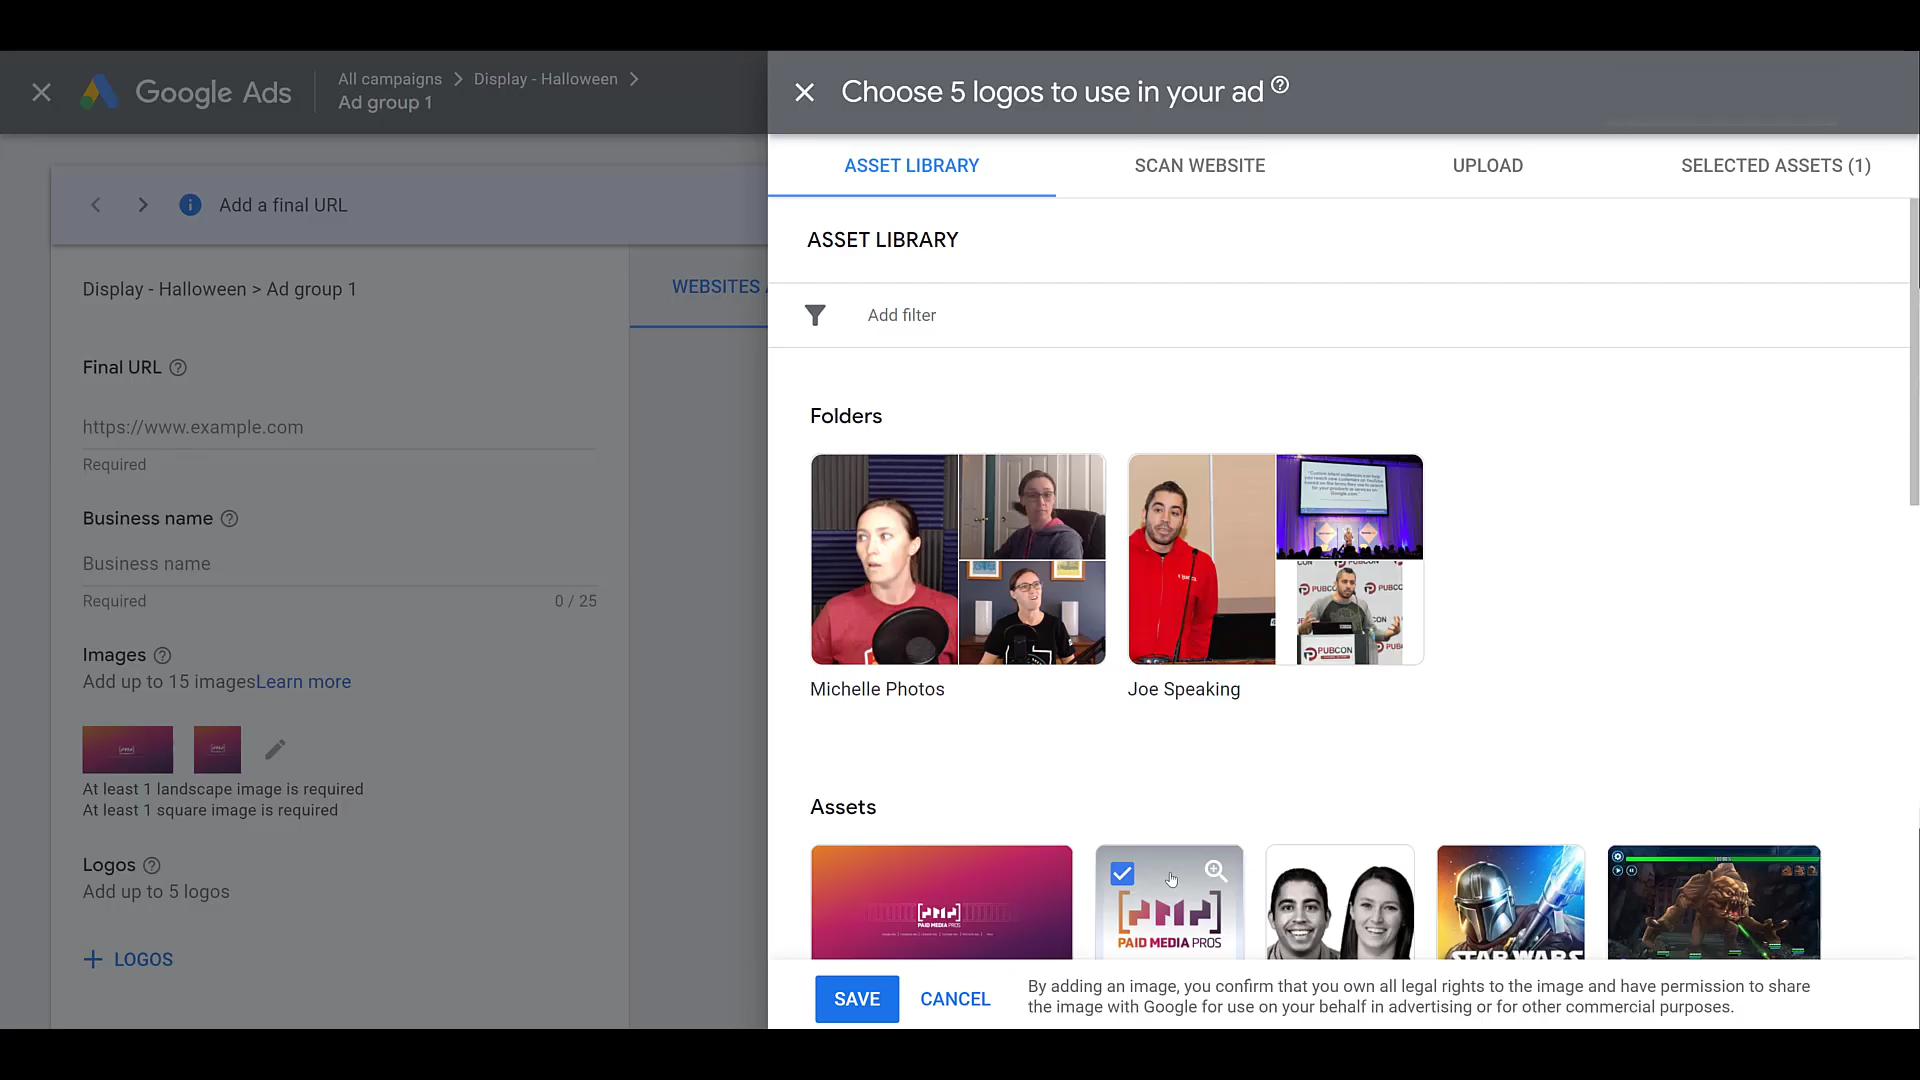 Google Ads
All campaigns
Display - Halloween
Ad group 1
Choose 5 logos to use in your ad
Add a final URL
ASSET LIBRARY
SCAN WEBSITE
UPLOAD
SELECTED ASSETS (1)
Display - Halloween > Ad group 1
WEBSITES
Final URL
https://www.example.com
Required
Business name
Business name
Required
0 / 25
Images
Add up to 15 imagesLearn more
At least 1 landscape image is required
At least 1 square image is required
Logos
Add up to 5 logos
LOGOS
ASSET LIBRARY
Add filter
Folders
PUBCON
Michelle Photos
Joe Speaking
Assets
PAID MEDIA PROS
PAID MEDIA PROS
STAR WARS
SAVE
CANCEL
By adding an image, you confirm that you own all legal rights to the image and have permission to share
the image with Google for use on your behalf in advertising or for other commercial purposes.